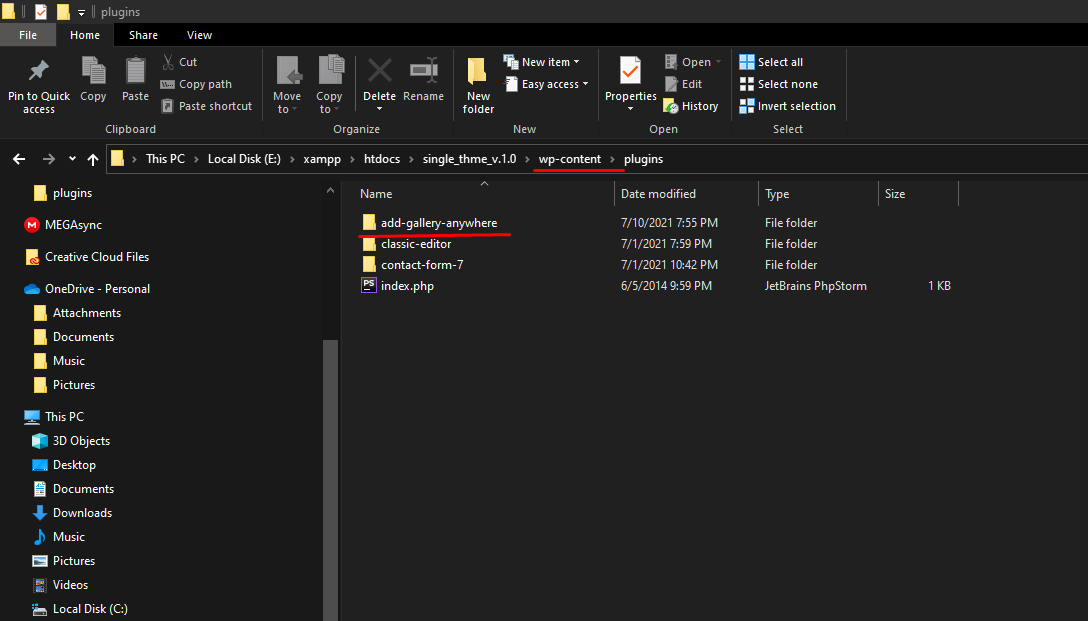 plugins
File Home Share View
Pin to Quick access
Copy
Paste
Cut
Copy path
Paste shortcut
Clipboard
Move to
Copy to
Delete
Rename
Organize
New folder
New item
Easy access
New
Properties
Open
Edit
History
Open
Select all
Select none
Invert selection
Select
This PC > Local Disk (E:) > xampp > htdocs > single_thme_v.1.0 > wp-content > plugins
plugins
MEGAsync
Creative Cloud Files
OneDrive - Personal
Attachments
Documents
Music
Pictures
This PC
3D Objects
Desktop
Documents
Downloads
Music
Pictures
Videos
Local Disk (C:)
Name Date modified Type Size
add-gallery-anywhere 7/10/2021 7:55 PM File folder
classic-editor 7/1/2021 7:59 PM File folder
contact-form-7 7/1/2021 10:42 PM File folder
PS index.php 6/5/2014 9:59 PM JetBrains PhpStorm 1 KB